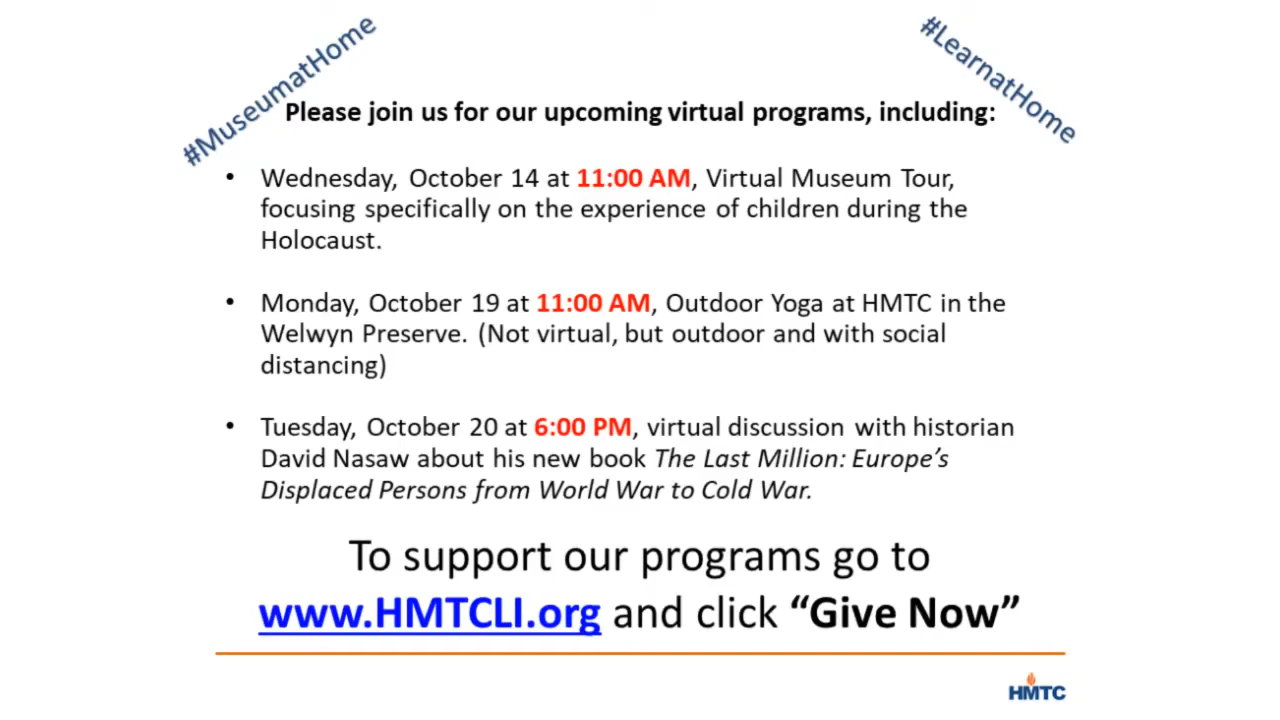 #MuseumatHome
#LearnatHome
Please join us for our upcoming virtual programs, including:
• Wednesday, October 14 at 11:00 AM, Virtual Museum Tour,
focusing specifically on the experience of children during the
Holocaust.
• Monday, October 19 at 11:00 AM, Outdoor Yoga at HMTC in the
Welwyn Preserve. (Not virtual, but outdoor and with social
distancing)
• Tuesday, October 20 at 6:00 PM, virtual discussion with historian
David Nasaw about his new book The Last Million: Europe’s
Displaced Persons from World War to Cold War.
To support our programs go to
www.HMTCLI.org and click “Give Now”
HMTC